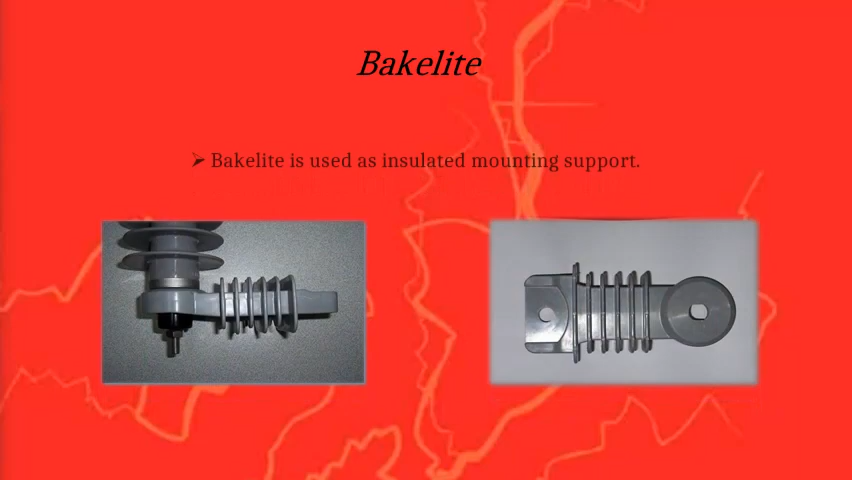 Bakelite
➢ Bakelite is used as insulated mounting support.